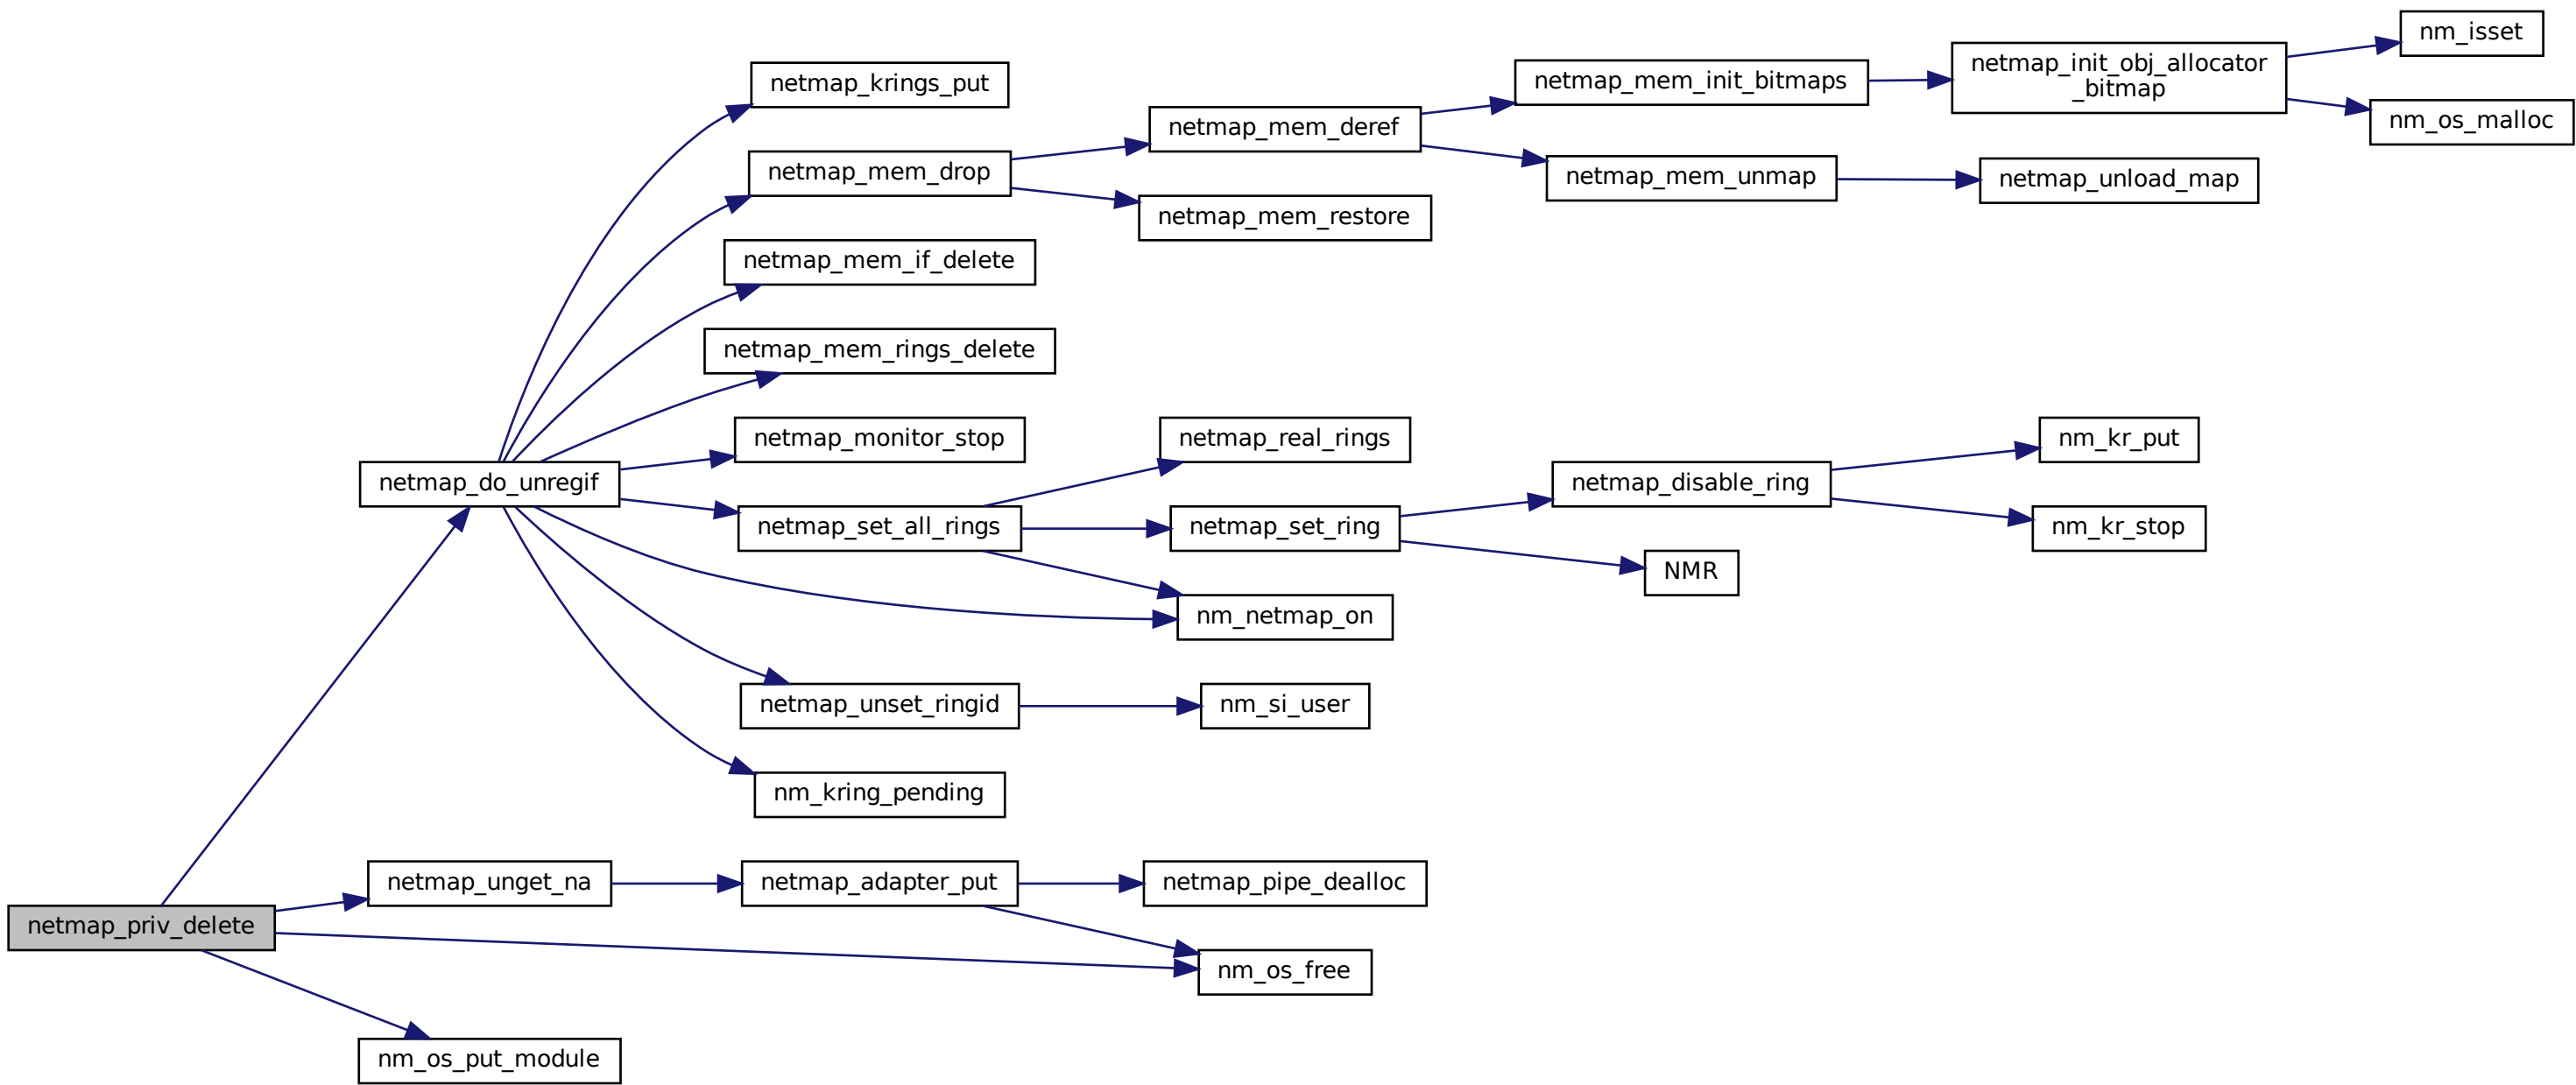 nm_isset
netmap_init_obj_allocator
_bitmap
netmap_krings_put
netmap_mem_init_bitmaps
nm_os_malloc
netmap_mem_deref
netmap_mem_drop
netmap_mem_unmap
netmap_unload_map
netmap_mem_restore
netmap_mem_if_delete
netmap_mem_rings_delete
netmap_monitor_stop
netmap_real_rings
nm_kr_put
netmap_do_unregif
netmap_disable_ring
netmap_set_all_rings
netmap_set_ring
nm_kr_stop
NMR
nm_netmap_on
netmap_unset_ringid
nm_si_user
nm_kring_pending
netmap_unget_na
netmap_adapter_put
netmap_pipe_dealloc
netmap_priv_delete
nm_os_free
nm_os_put_module